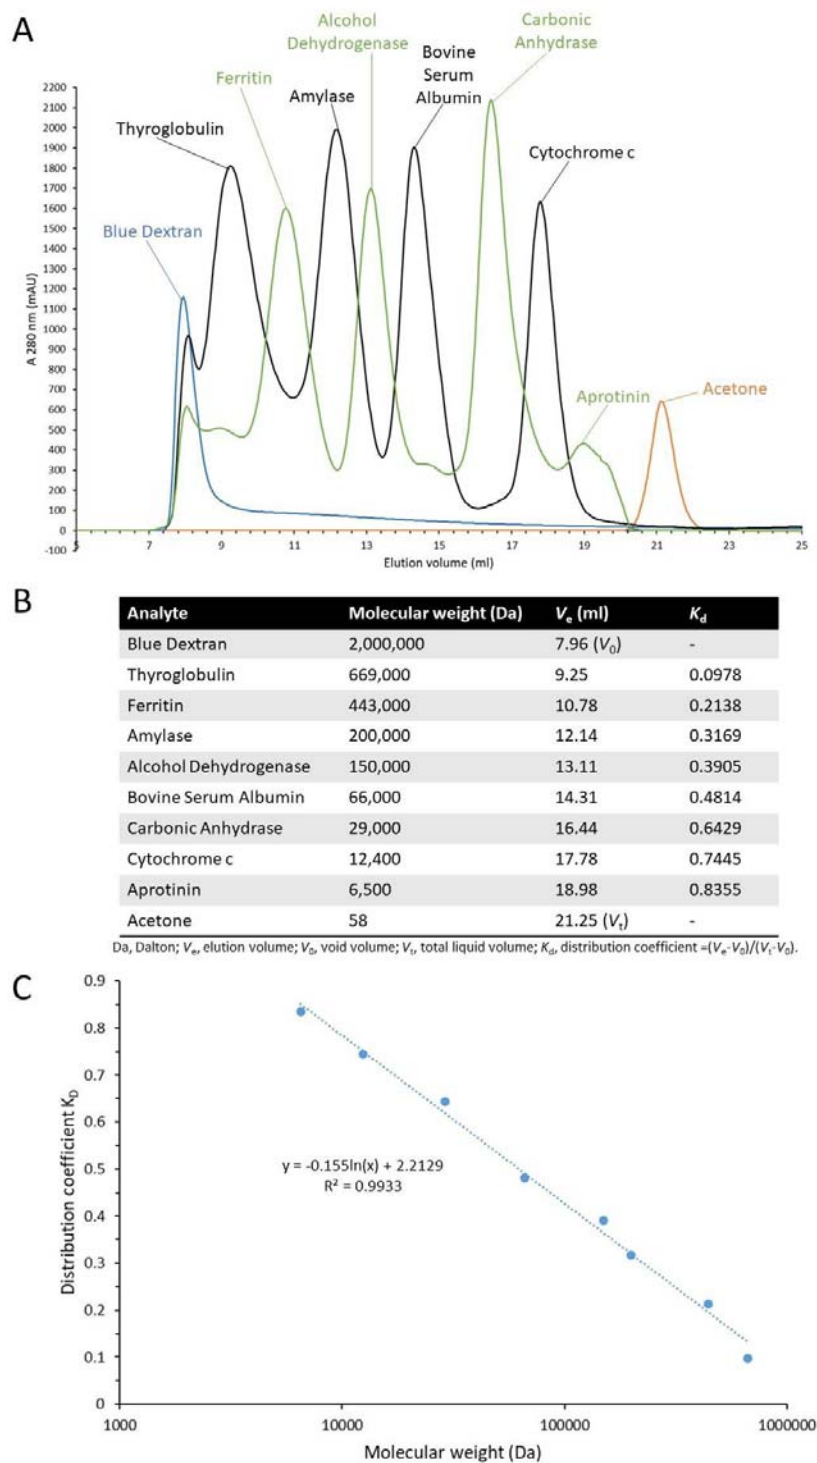 A
Alcohol
Dehydrogenase
Carbonic
Anhydrase
Bovine
Serum
Albumin
Ferritin
Amylase
Thyroglobulin
Cytochrome c
Blue Dextran
Aprotinin
Acetone
A 280 nm (mAU)
2200
2100
2000
1900
1800
1700
1600
1500
1400
1300
1200
1100
1000
900
800
700
600
500
400
300
200
100
0
-100
5 7 9 11 13 15 17 19 21 23 25
Elution volume (ml)
B
Analyte Molecular weight (Da) Ve (ml) Kd
Blue Dextran 2,000,000 7.96 (V0) -
Thyroglobulin 669,000 9.25 0.0978
Ferritin 443,000 10.78 0.2138
Amylase 200,000 12.14 0.3169
Alcohol Dehydrogenase 150,000 13.11 0.3905
Bovine Serum Albumin 66,000 14.31 0.4814
Carbonic Anhydrase 29,000 16.44 0.6429
Cytochrome c 12,400 17.78 0.7445
Aprotinin 6,500 18.98 0.8355
Acetone 58 21.25 (Vt) -
Da, Dalton; Ve, elution volume; V0, void volume; Vt, total liquid volume; Kd, distribution coefficient =(Ve-V0)/(Vt-V0).
C
Distribution coefficient KD
0.9
0.8
0.7
0.6
0.5
0.4
0.3
0.2
0.1
0
y = -0.155ln(x) + 2.2129
R² = 0.9933
1000 10000 100000 1000000
Molecular weight (Da)